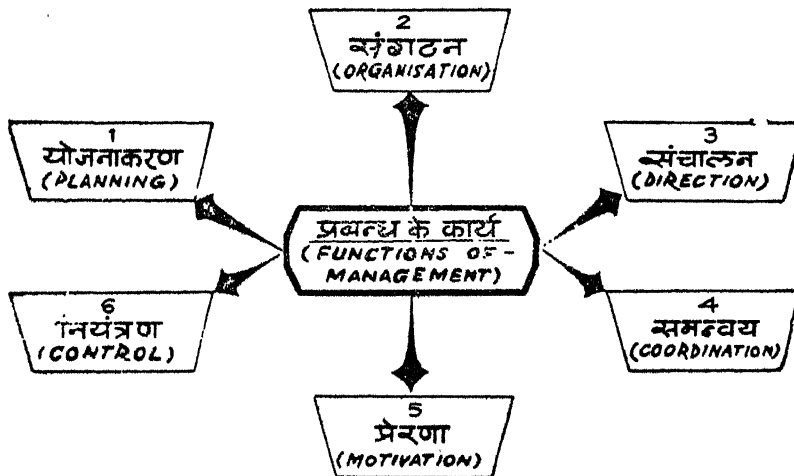 2
संगठन
(ORGANISATION)
1
योजनाकरण
(PLANNING)
3
संचालन
(DIRECTION)
प्रबन्ध के कार्य
(FUNCTIONS OF-
MANAGEMENT)
6
नियंत्रण
(CONTROL)
4
समन्वय
(COORDINATION)
5
प्रेरणा
(MOTIVATION)